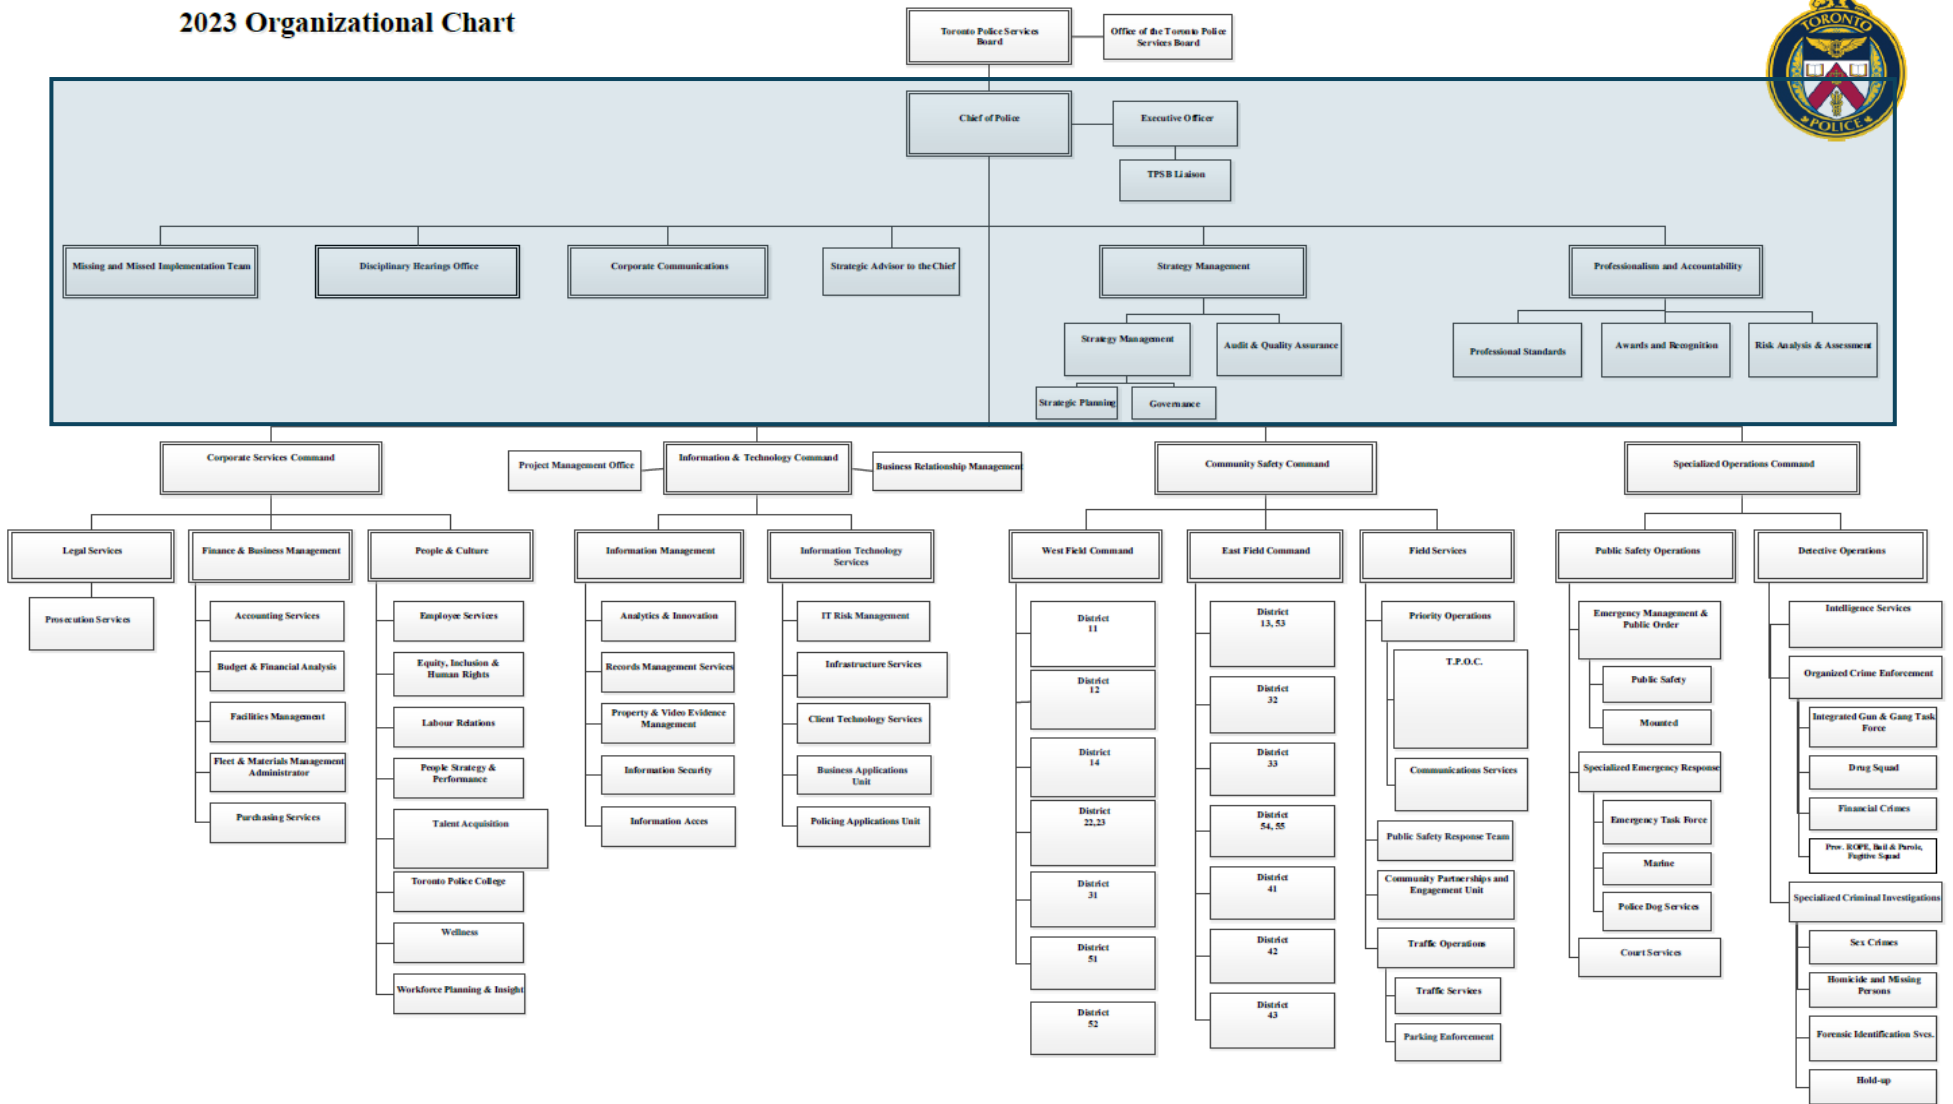 2023 Organizational Chart
Toronto Police Services
Board
Office of the Toronto Police
Services Board
TORONTO
POLICE
Chief of Police
Executive Officer
TPSB Liaison
Missing and Missed Implementation Team
Disciplinary Hearings Office
Corporate Communications
Strategic Advisor to the Chief
Strategy Management
Professionalism and Accountability
Strategy Management
Audit & Quality Assurance
Professional Standards
Awards and Recognition
Risk Analysis & Assessment
Strategic Planning
Governance
Corporate Services Command
Project Management Office
Information & Technology Command
Business Relationship Management
Community Safety Command
Specialized Operations Command
Legal Services
Prosecution Services
Finance & Business Management
Accounting Services
Budget & Financial Analysis
Facilities Management
Fleet & Materials Management
Administrator
Purchasing Services
People & Culture
Employee Services
Equity, Inclusion &
Human Rights
Labour Relations
People Strategy &
Performance
Talent Acquisition
Toronto Police College
Wellness
Workforce Planning & Insight
Information Management
Analytics & Innovation
Records Management Services
Property & Video Evidence
Management
Information Security
Information Acces
Information Technology
Services
IT Risk Management
Infrastructure Services
Client Technology Services
Business Applications
Unit
Policing Applications Unit
West Field Command
District
11
District
12
District
14
District
22,23
District
31
District
51
District
52
East Field Command
District
13, 53
District
32
District
33
District
54, 55
District
41
District
42
District
43
Field Services
Priority Operations
T.P.O.C.
Communications Services
Public Safety Response Team
Community Partnerships and
Engagement Unit
Traffic Operations
Traffic Services
Parking Enforcement
Public Safety Operations
Emergency Management &
Public Order
Public Safety
Mounted
Specialized Emergency Response
Emergency Task Force
Marine
Police Dog Services
Court Services
Detective Operations
Intelligence Services
Organized Crime Enforcement
Integrated Gun & Gang Task
Force
Drug Squad
Financial Crimes
Prov. ROPE, Bail & Parole,
Fugitive Squad
Specialized Criminal Investigations
Sex Crimes
Homicide and Missing
Persons
Forensic Identification Svcs.
Hold-up